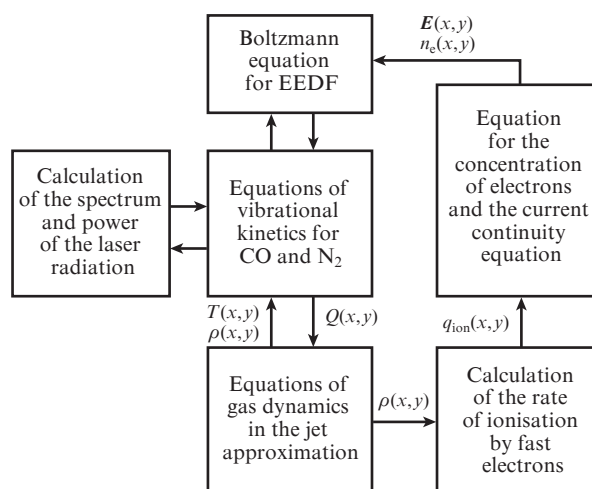 Boltzmann
equation
for EEDF
E(x,y)
nₑ(x,y)
Equation
for the
concentration
of electrons
and the current
continuity
equation
Calculation
of the spectrum
and power
of the laser
radiation
Equations of
vibrational
kinetics for
CO and N₂
T(x,y)
ρ(x,y)
Q(x,y)
q_ion(x,y)
Equations of
gas dynamics
in the jet
approximation
ρ(x,y)
Calculation
of the rate
of ionisation
by fast
electrons